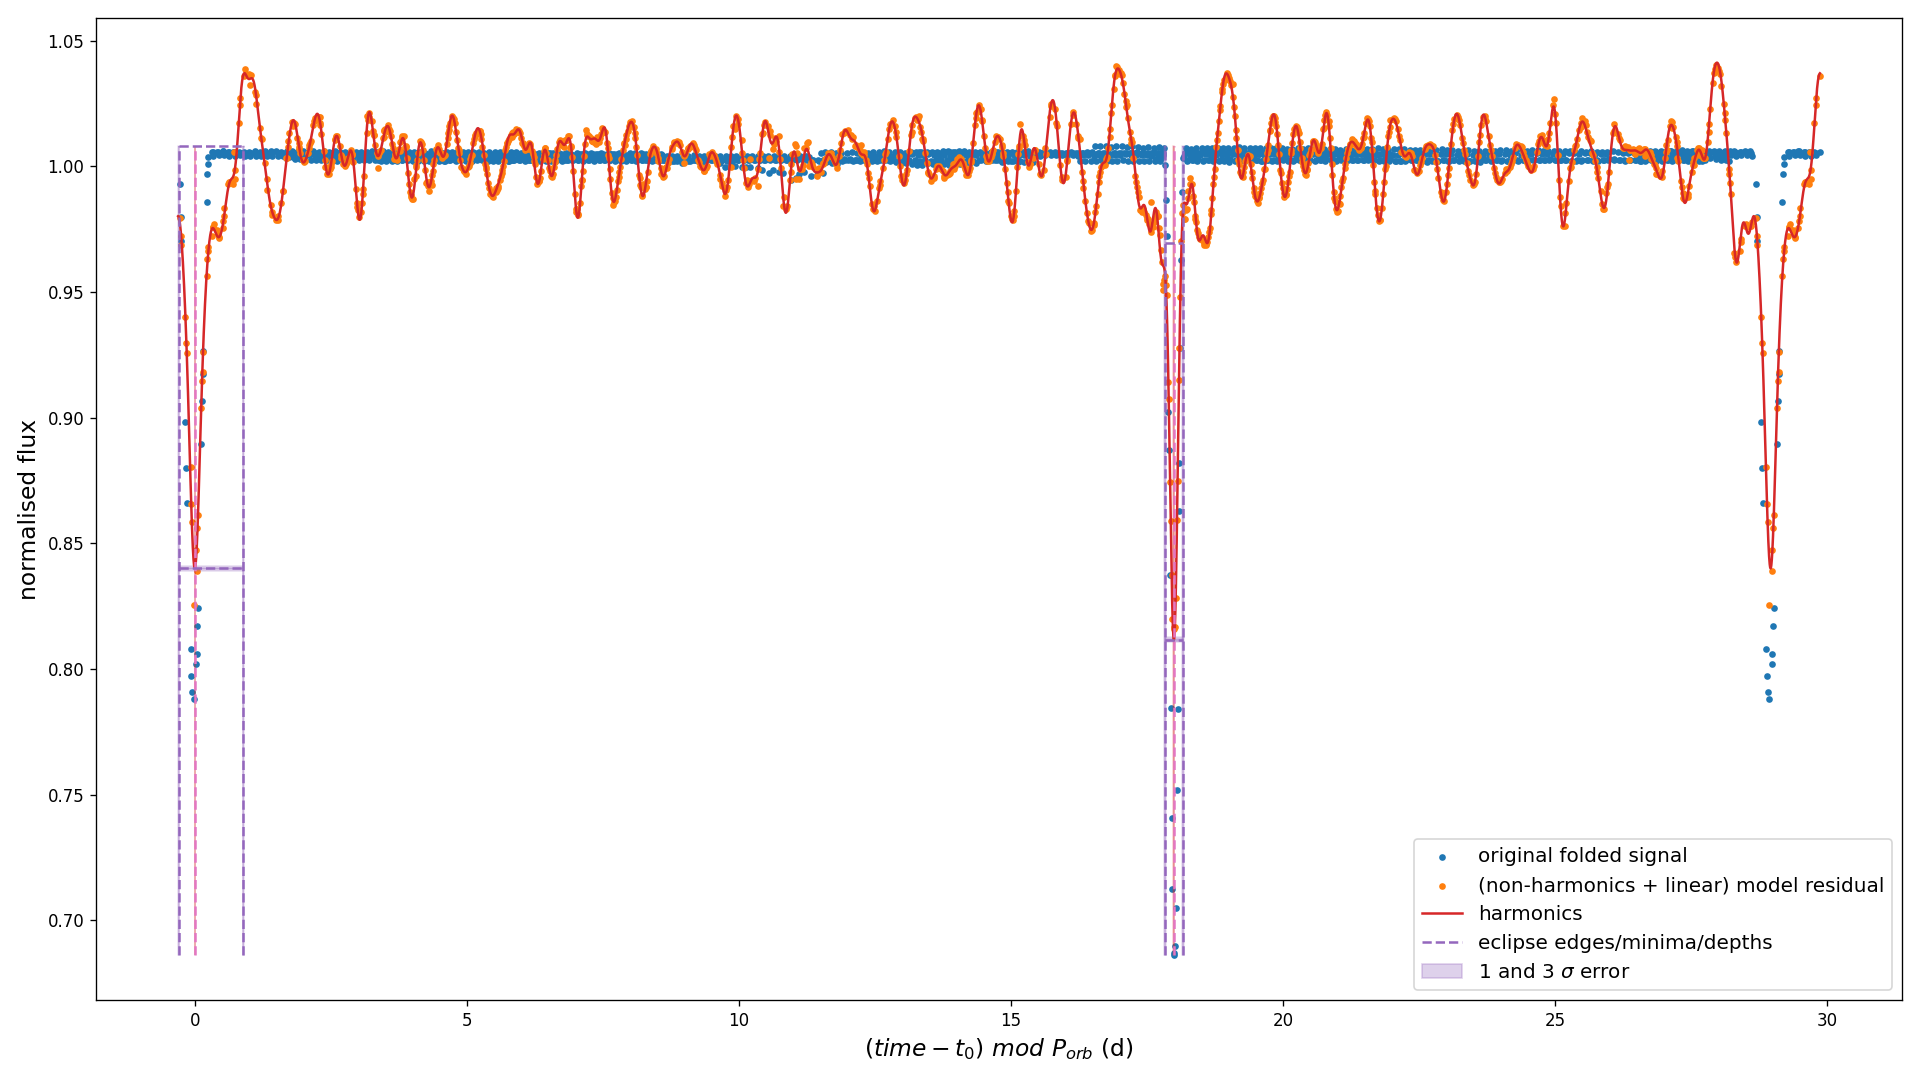 1.05
1.00
0.95
0.90
0.85
0.80
0.75
0.70
normalised flux
0
5
10
15
20
25
30
(time − t₀) mod Pₒᵣᵦ (d)
original folded signal
(non-harmonics + linear) model residual
harmonics
eclipse edges/minima/depths
1 and 3 σ error